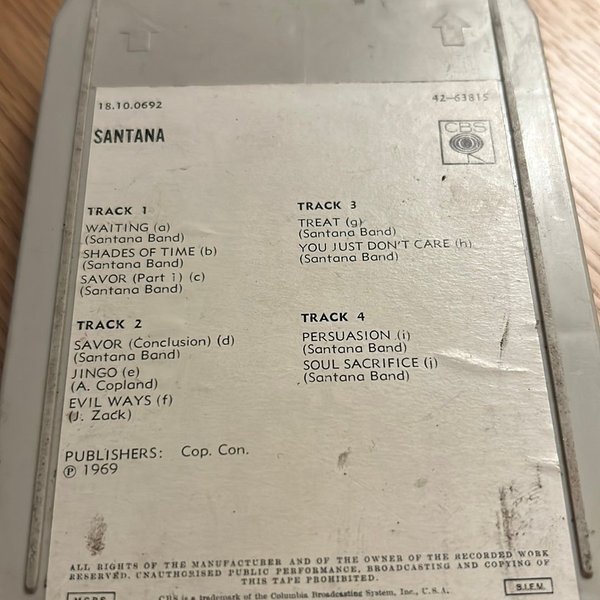 18.10.0692
42-63815
SANTANA
CBS
TRACK 1
WAITING (a)
(Santana Band)
SHADES OF TIME (b)
(Santana Band)
SAVOR (Part 1) (c)
(Santana Band)
TRACK 2
SAVOR (Conclusion) (d)
(Santana Band)
JINGO (e)
(A. Copland)
EVIL WAYS (f)
(J. Zack)
TRACK 3
TREAT (g)
(Santana Band)
YOU JUST DON'T CARE (h)
(Santana Band)
TRACK 4
PERSUASION (i)
(Santana Band)
SOUL SACRIFICE (j)
(Santana Band)
PUBLISHERS: Cop. Con.
℗ 1969
ALL RIGHTS OF THE MANUFACTURER AND OF THE OWNER OF THE RECORDED WORK
RESERVED. UNAUTHORISED PUBLIC PERFORMANCE, BROADCASTING AND COPYING OF
THIS TAPE PROHIBITED.
CBS is a trademark of the Columbia Broadcasting System, Inc., U.S.A.
B.I.E.M.